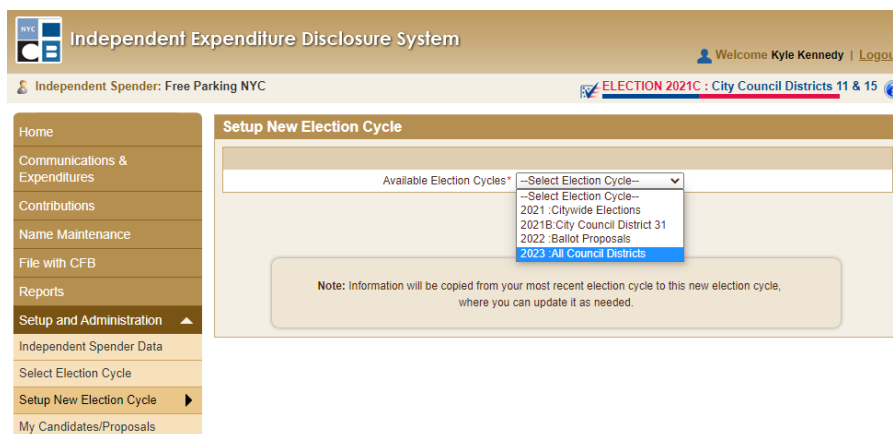 NYC
CFB
Independent Expenditure Disclosure System
Welcome Kyle Kennedy |
Independent Spender: Free Parking NYC
ELECTION 2021C : City Council Districts 11 & 15
Home
Communications &
Expenditures
Contributions
Name Maintenance
File with CFB
Reports
Setup and Administration
Independent Spender Data
Select Election Cycle
Setup New Election Cycle
My Candidates/Proposals
Setup New Election Cycle
Available Election Cycles* --Select Election Cycle--
--Select Election Cycle--
2021 :Citywide Elections
2021B:City Council District 31
2022 :Ballot Proposals
2023 :All Council Districts
Note: Information will be copied from your most recent election cycle to this new election cycle,
where you can update it as needed.